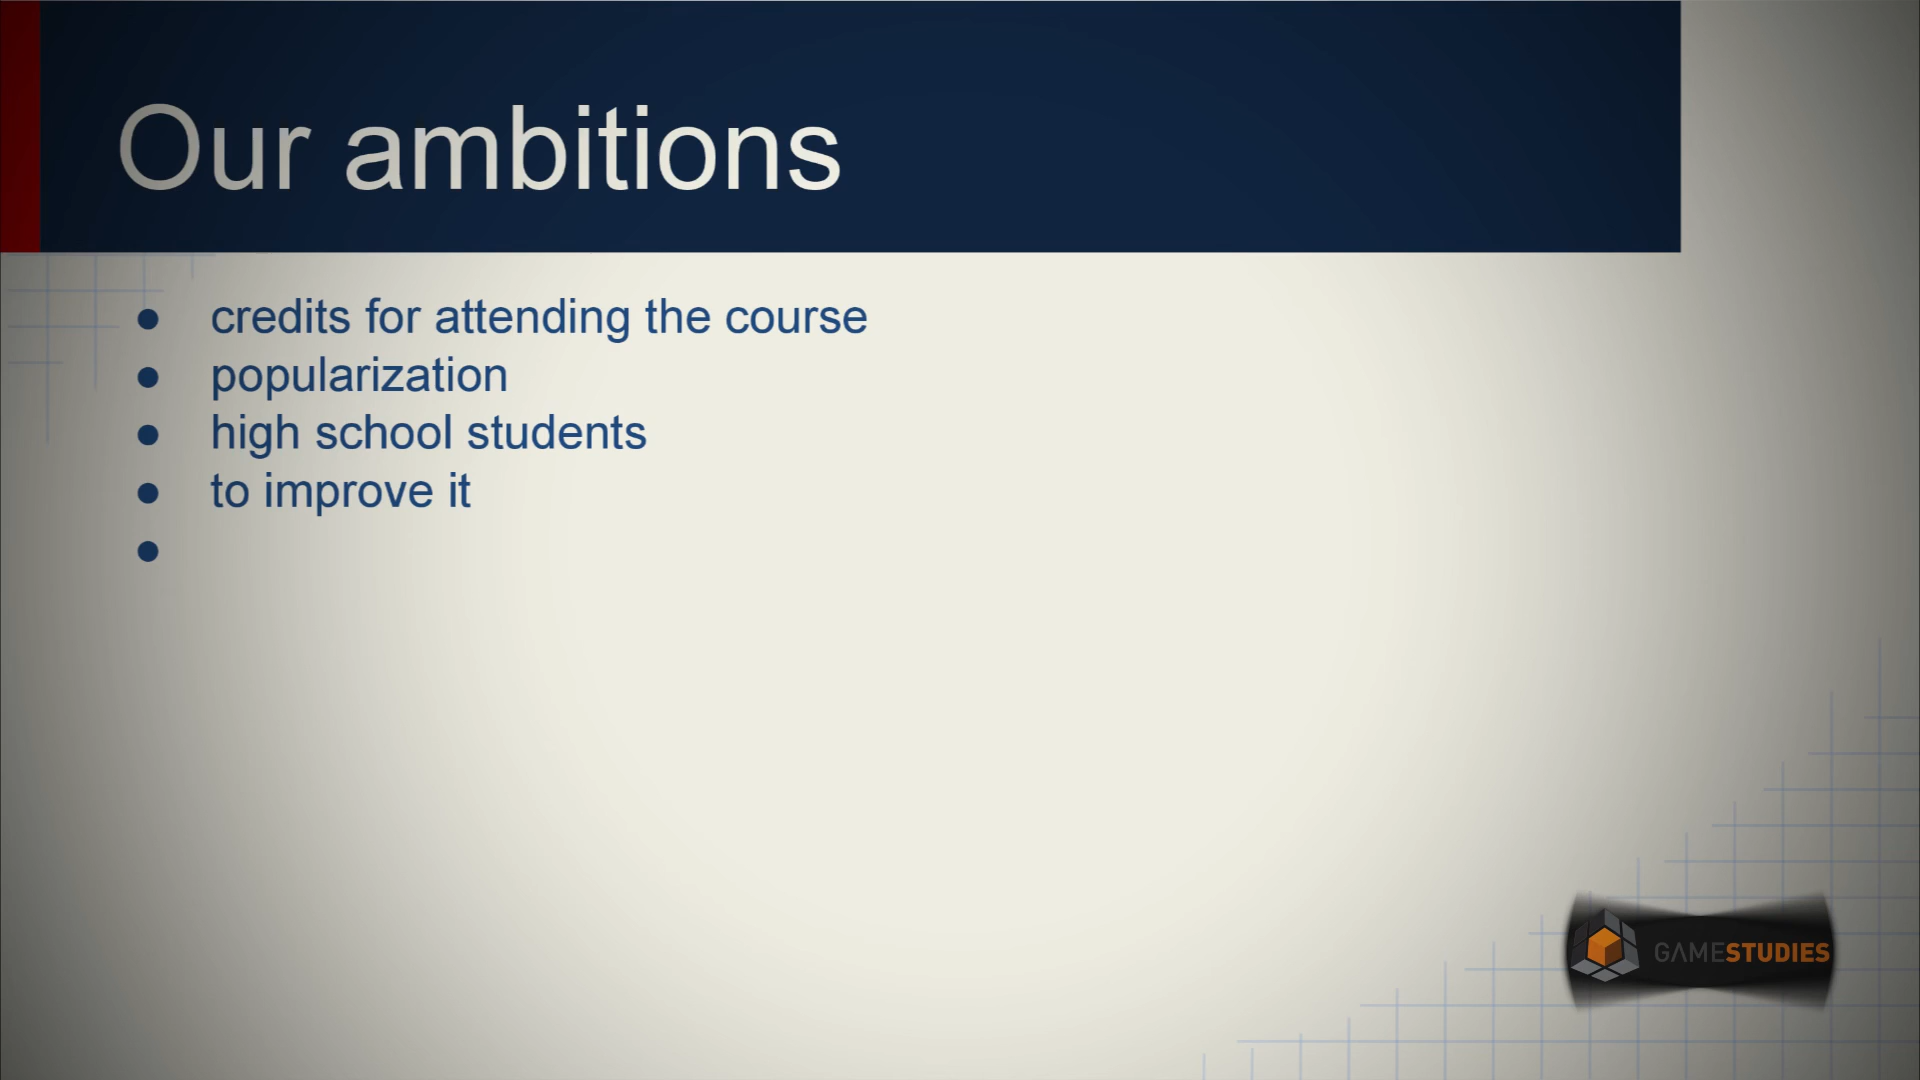 Our ambitions
● credits for attending the course
● popularization
● high school students
● to improve it
●
GAMESTUDIES